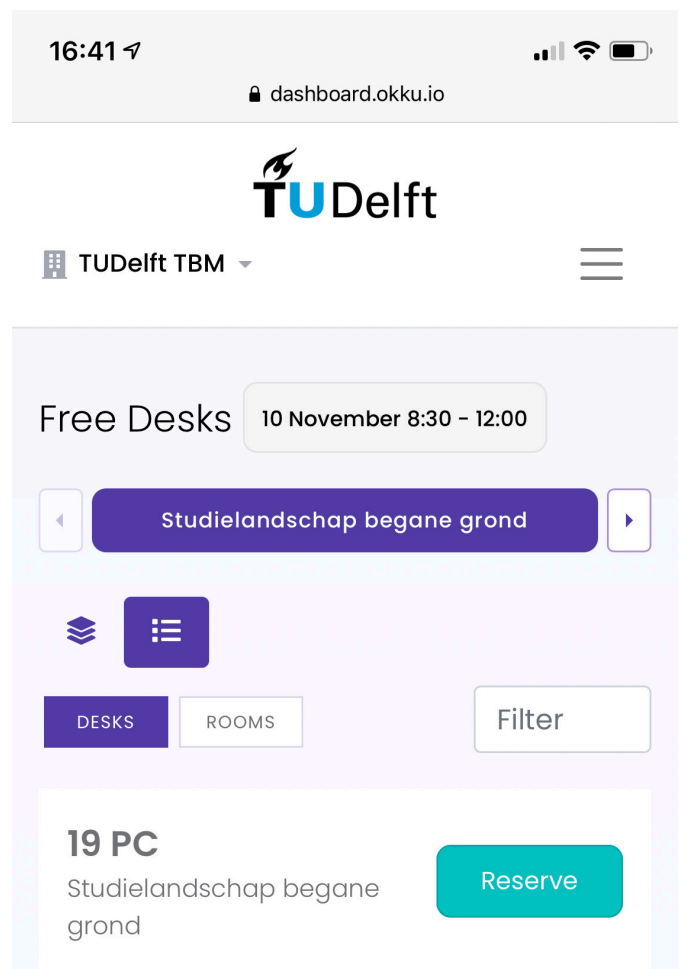 16:41
dashboard.okku.io
TUDelft
TUDelft TBM
Free Desks
10 November 8:30 - 12:00
Studielandschap begane grond
DESKS
ROOMS
Filter
19 PC
Studielandschap begane
grond
Reserve